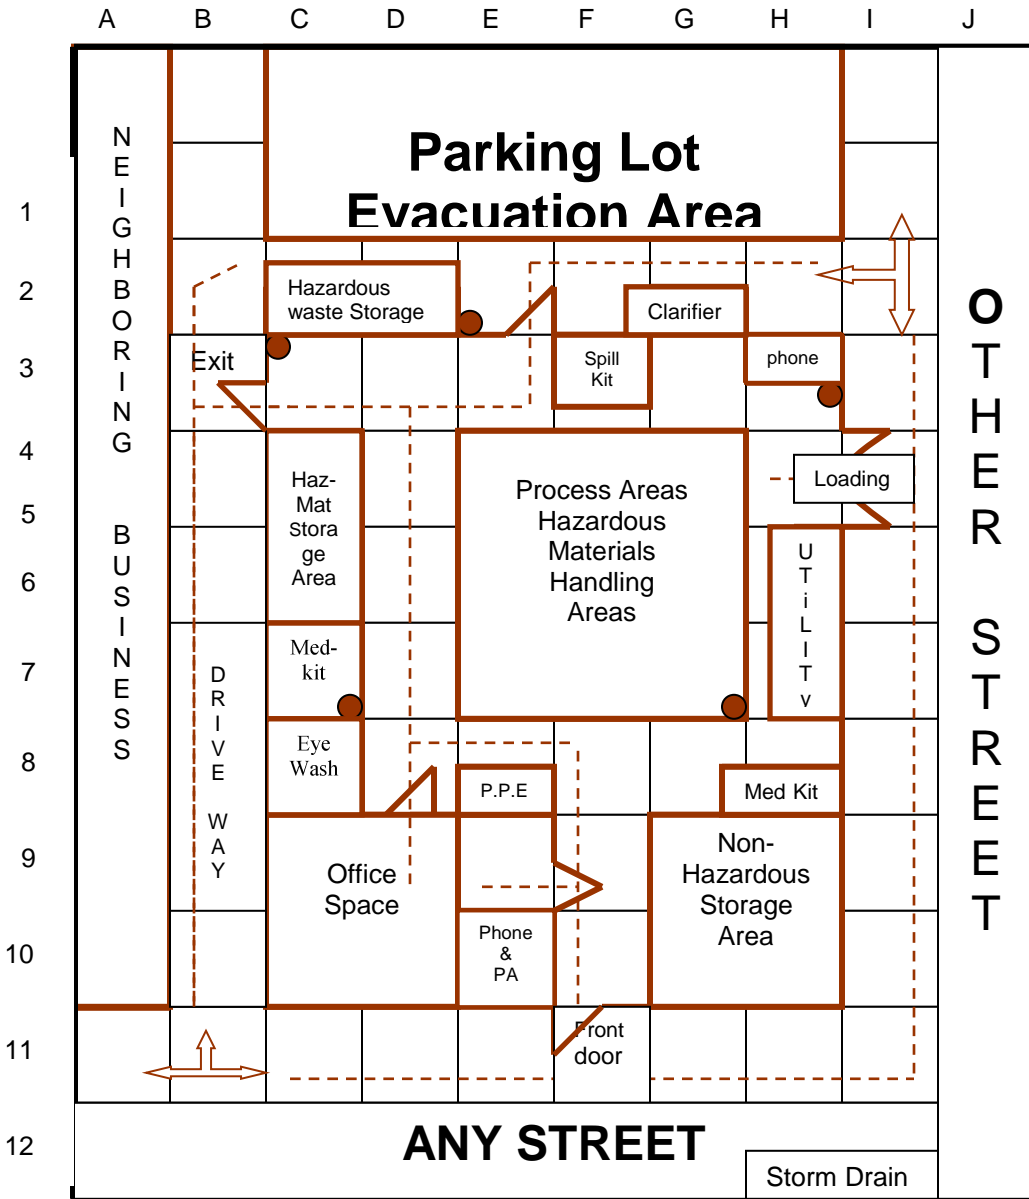 A B C D E F G H I J
Parking Lot
Evacuation Area
1
2
3
4
5
6
7
8
9
10
11
12
NEIGHBORING BUSINESS
Hazardous
waste Storage
Clarifier
Exit
Spill
Kit
phone
Loading
Haz-
Mat
Stora
ge
Area
Process Areas
Hazardous
Materials
Handling
Areas
UTiLITv
Med-
kit
DRIVE WAY
Eye
Wash
P.P.E
Med Kit
Office
Space
Non-
Hazardous
Storage
Area
Phone
&
PA
Front
door
OTHER STREET
ANY STREET
Storm Drain